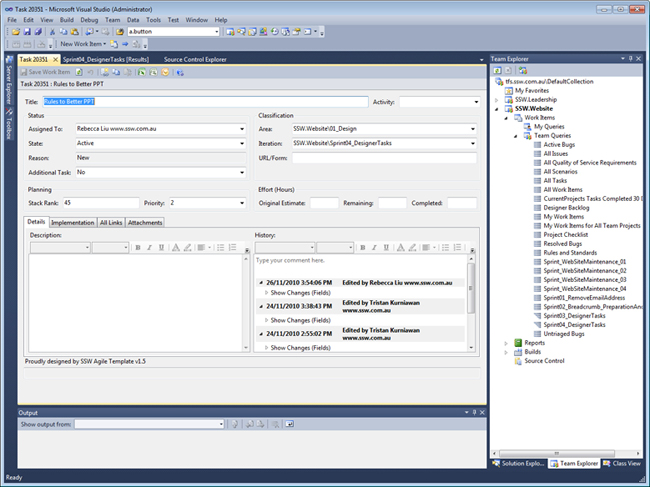 Task 20351 - Microsoft Visual Studio (Administrator)
File Edit View Build Debug Team Data Tools Test Window Help
a.button
New Work Item
Task 20351 Sprint04_DesignerTasks [Results] Source Control Explorer
Save Work Item
Task 20351 : Rules to Better PPT
Title: Rules to Better PPT Activity:
Status Classification
Assigned To: Rebecca Liu www.ssw.com.au Area: SSW.Website\01_Design
State: Active Iteration: SSW.Website\Sprint04_DesignerTasks
Reason: New URL/Form:
Additional Task: No
Planning Effort (Hours)
Stack Rank: 45 Priority: 2 Original Estimate: Remaining: Completed:
Details Implementation All Links Attachments
Description: History:
Type your comment here.
26/11/2010 3:54:06 PM Edited by Rebecca Liu www.ssw.com.au
Show Changes (Fields)
24/11/2010 3:38:43 PM Edited by Tristan Kurniawan
www.ssw.com.au
Show Changes (Fields)
24/11/2010 2:55:02 PM Edited by Tristan Kurniawan
www.ssw.com.au
Show Changes (Fields)
Proudly designed by SSW Agile Template v1.5
Output
Show output from:
Ready
Server Explorer
Toolbox
Team Explorer
tfs.ssw.com.au\DefaultCollection
My Favorites
SSW.Leadership
SSW.Website
Work Items
My Queries
Team Queries
Active Bugs
All Issues
All Quality of Service Requirements
All Scenarios
All Tasks
All Work Items
CurrentProjects Tasks Completed 30 D
Designer Backlog
My Work Items
My Work Items for All Team Projects
Project Checklist
Resolved Bugs
Rules and Standards
Sprint_WebSiteMaintenance_01
Sprint_WebSiteMaintenance_02
Sprint_WebSiteMaintenance_03
Sprint_WebSiteMaintenance_04
Sprint01_RemoveEmailAddress
Sprint02_Breadcrumb_PreparationAn
Sprint03_DesignerTasks
Sprint04_DesignerTasks
Untriaged Bugs
Reports
Builds
Source Control
Solution Explo... Team Explorer Class View